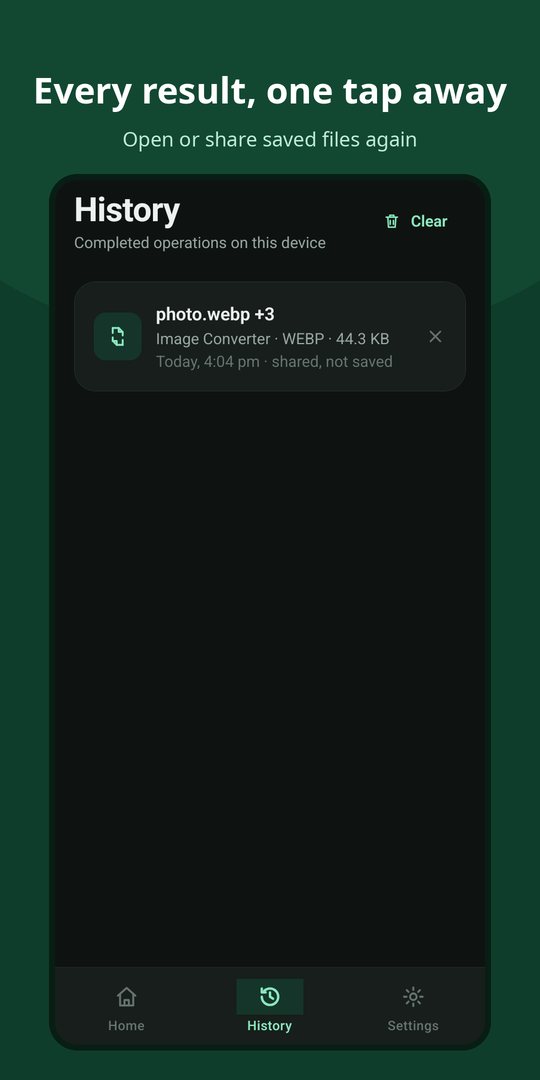 Every result, one tap away
Open or share saved files again
History
Clear
Completed operations on this device
photo.webp +3
Image Converter · WEBP · 44.3 KB
Today, 4:04 pm · shared, not saved
Home
History
Settings